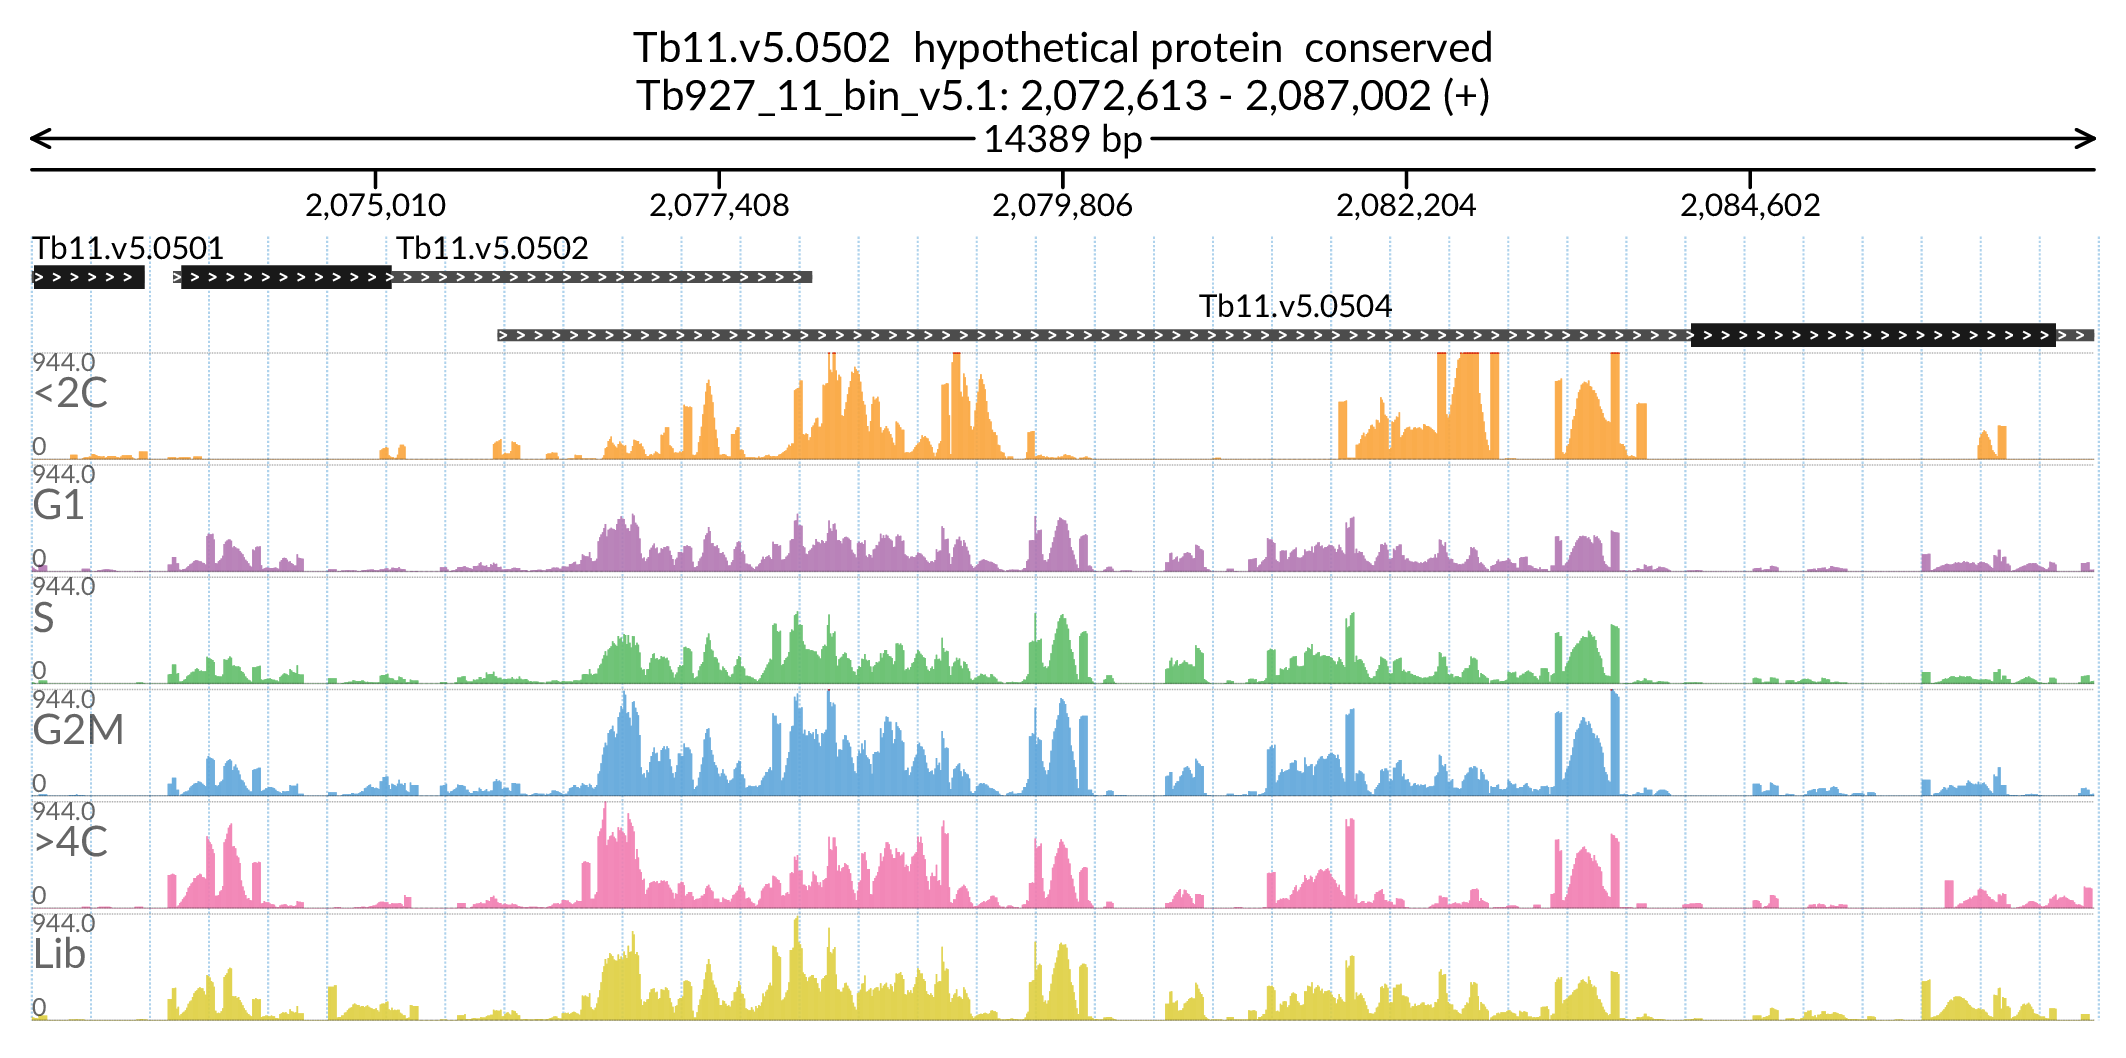 Tb11.v5.0502  hypothetical protein  conserved
Tb927_11_bin_v5.1: 2,072,613 - 2,087,002 (+)
14389 bp
2,075,010 2,077,408 2,079,806 2,082,204 2,084,602
Tb11.v5.0501 Tb11.v5.0502
Tb11.v5.0504
944.0
<2C
0
944.0
G1
0
944.0
S
0
944.0
G2M
0
944.0
>4C
0
944.0
Lib
0